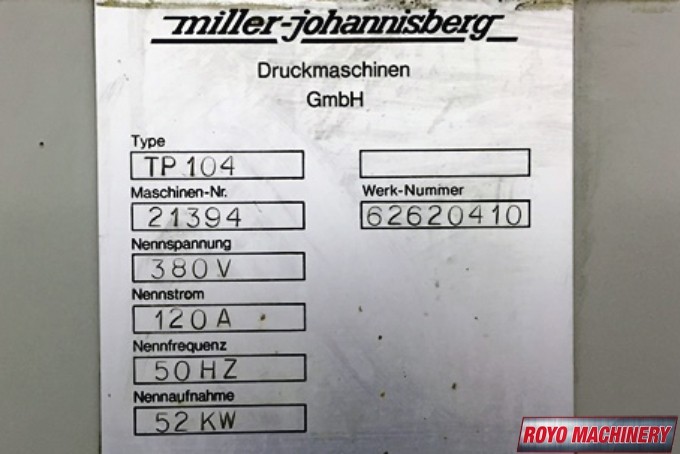 miller-johannisberg
Druckmaschinen
GmbH
Type
TP 104
Maschinen-Nr. Werk-Nummer
21394 62620410
Nennspannung
380 V
Nennstrom
120 A
Nennfrequenz
50 HZ
Nennaufnahme
52 KW
ROYO MACHINERY